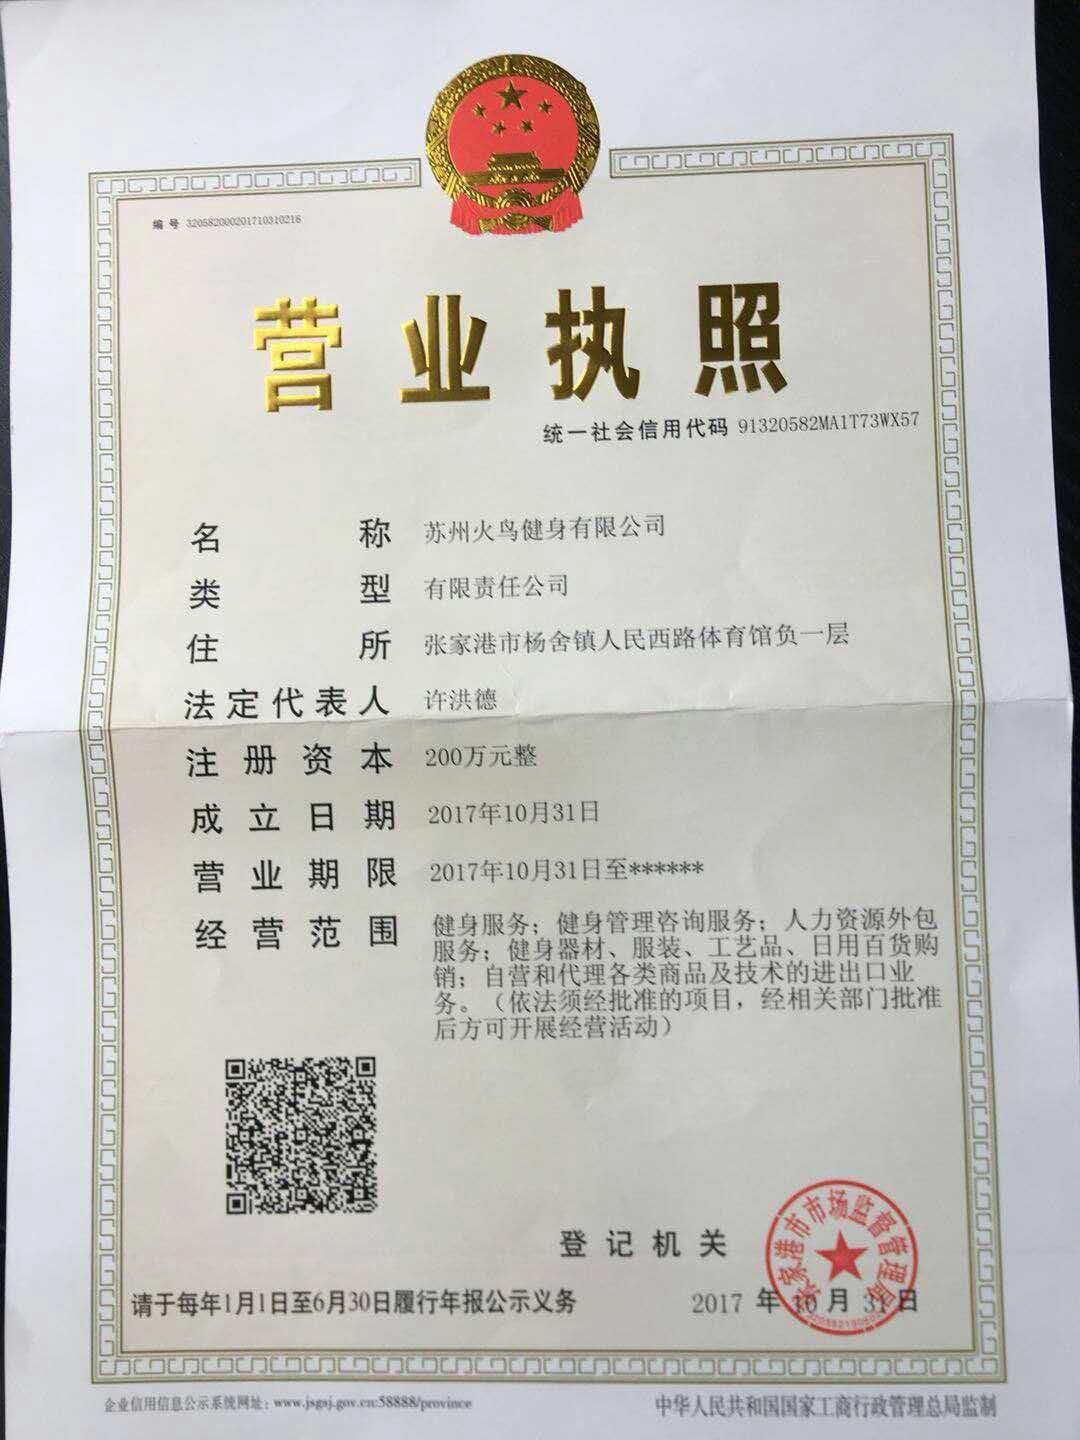 编 号 320582000201710310216
营业执照
统一社会信用代码 91320582MA1T73WX57
名称 苏州火鸟健身有限公司
类型 有限责任公司
住所 张家港市杨舍镇人民西路体育馆负一层
法定代表人 许洪德
注册资本 200万元整
成立日期 2017年10月31日
营业期限 2017年10月31日至******
经营范围 健身服务；健身管理咨询服务；人力资源外包
服务；健身器材、服装、工艺品、日用百货购
销；自营和代理各类商品及技术的进出口业
务。（依法须经批准的项目，经相关部门批准
后方可开展经营活动）
登记机关
张家港市市场监督管理局
请于每年1月1日至6月30日履行年报公示义务
2017 年 10 月 31 日
企业信用信息公示系统网址：www.jsgsj.gov.cn:58888/province
中华人民共和国国家工商行政管理总局监制